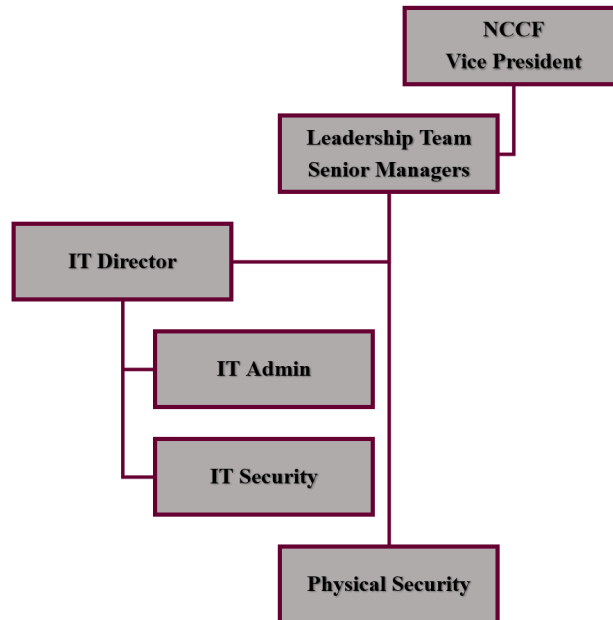 NCCF
Vice President
Leadership Team
Senior Managers
IT Director
IT Admin
IT Security
Physical Security